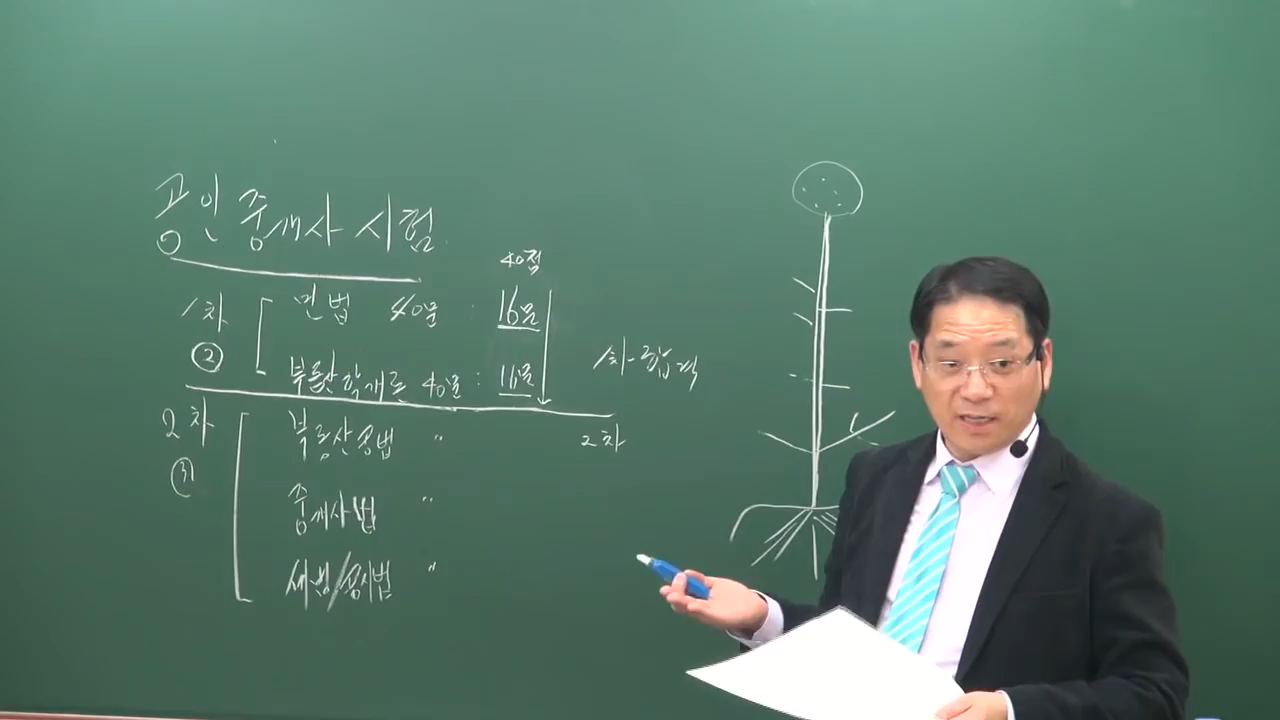 공인중개사 시험
40점
1차 민법 40문 : 16문
② 부동산학개론 40문 : 16문
1차 합격
2차 부동산공법 〃 2차
③ 중개사법 〃
세법/공시법 〃